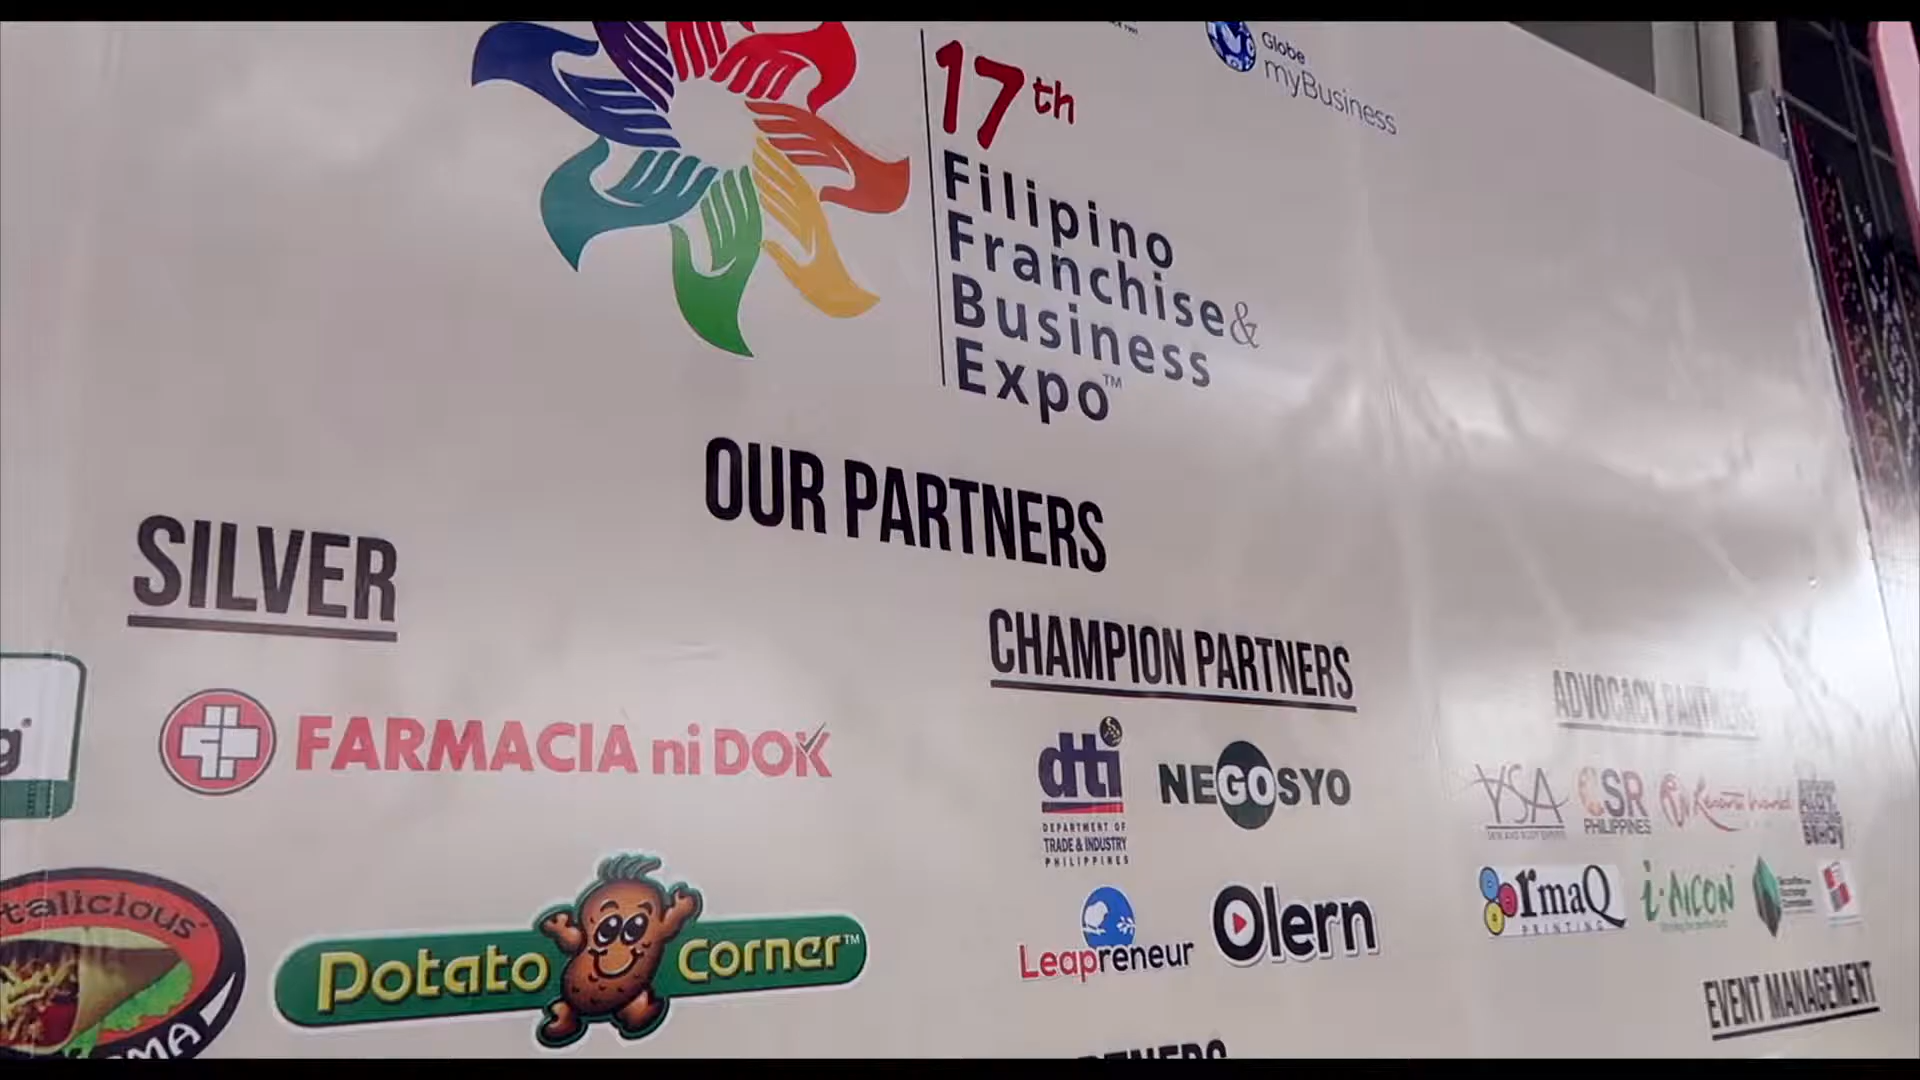 Globe
myBusiness
17th
Filipino
Franchise &
Business
Expo™
OUR PARTNERS
SILVER
FARMACIA ni DOK
talicious
Potato Corner™
CHAMPION PARTNERS
dti
DEPARTMENT OF
TRADE & INDUSTRY
PHILIPPINES
NEGOSYO
Leapreneur
Olern
ADVOCACY PARTNERS
CSR
PHILIPPINES
rmaQ
PRINTING
EVENT MANAGEMENT